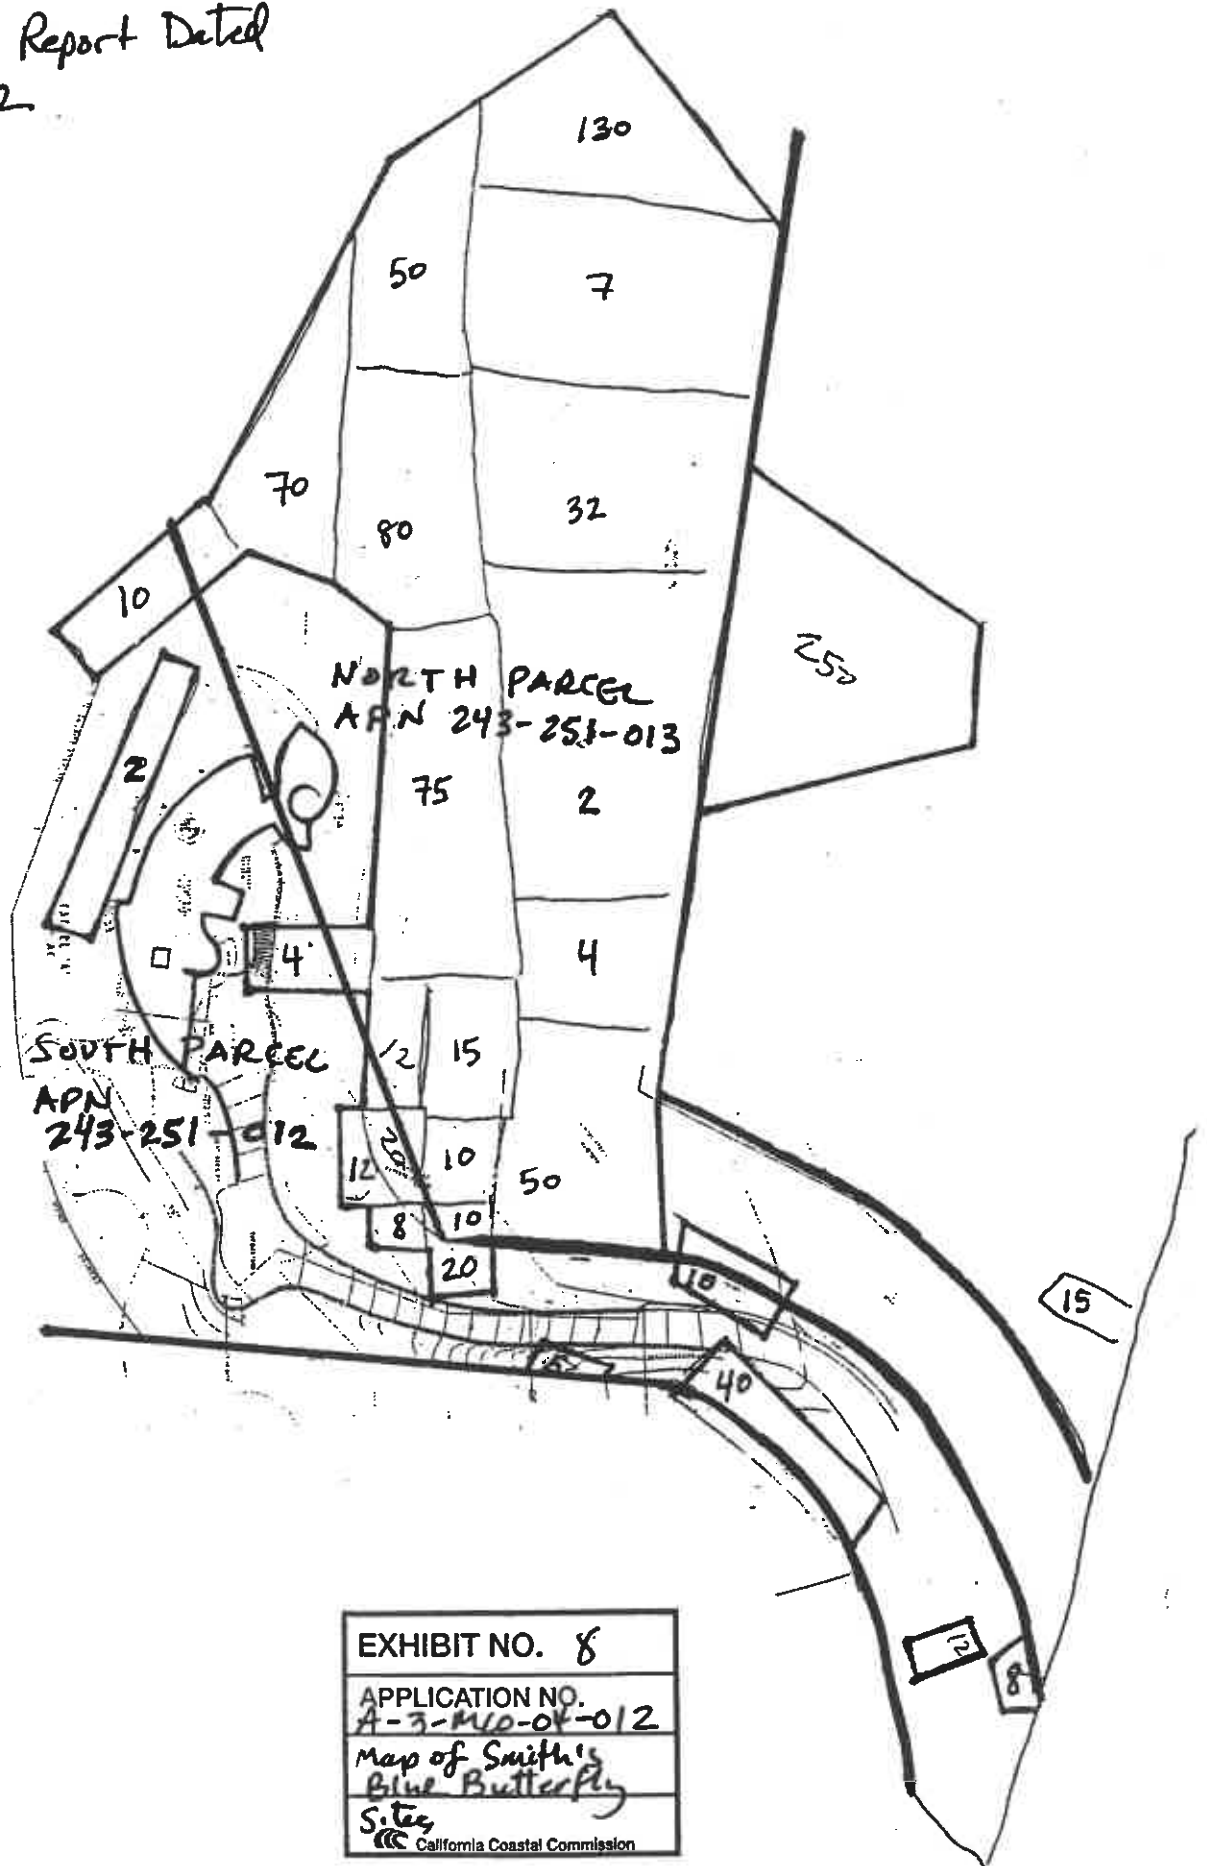 Report Dated
2
130
50
7
70
80
32
10
250
NORTH PARCEL
APN 243-251-013
2
75
2
4
4
SOUTH PARCEL
12
15
APN
243-251-012
12
20
10
50
8
10
20
10
15
40
12
8
EXHIBIT NO. 8
APPLICATION NO.
A-3-MCO-04-012
Map of Smith's
Blue Butterfly
Sites
California Coastal Commission